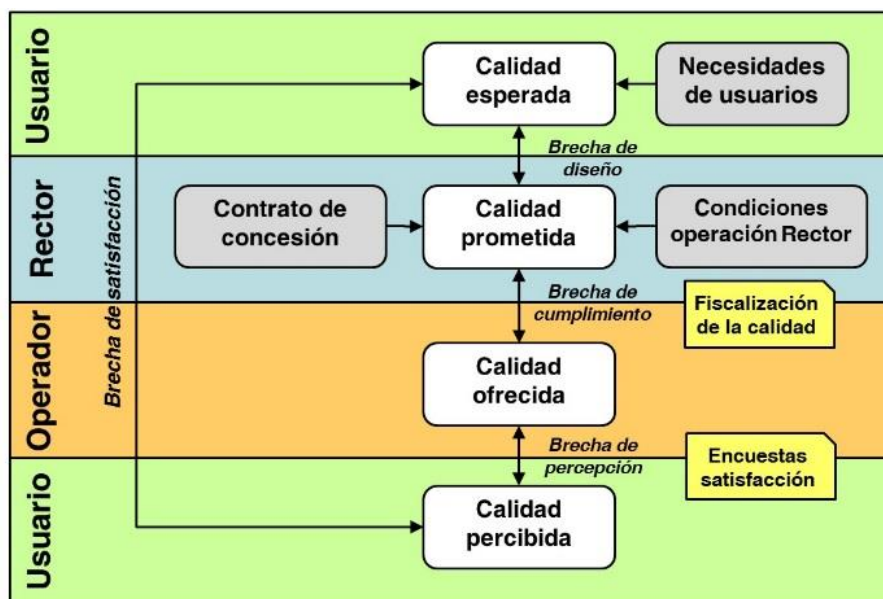 Usuario
Calidad
esperada
Necesidades
de usuarios
Brecha de
diseño
Rector
Contrato de
concesión
Calidad
prometida
Condiciones
operación Rector
Brecha de satisfacción
Brecha de
cumplimiento
Fiscalización
de la calidad
Operador
Calidad
ofrecida
Brecha de
percepción
Encuestas
satisfacción
Usuario
Calidad
percibida